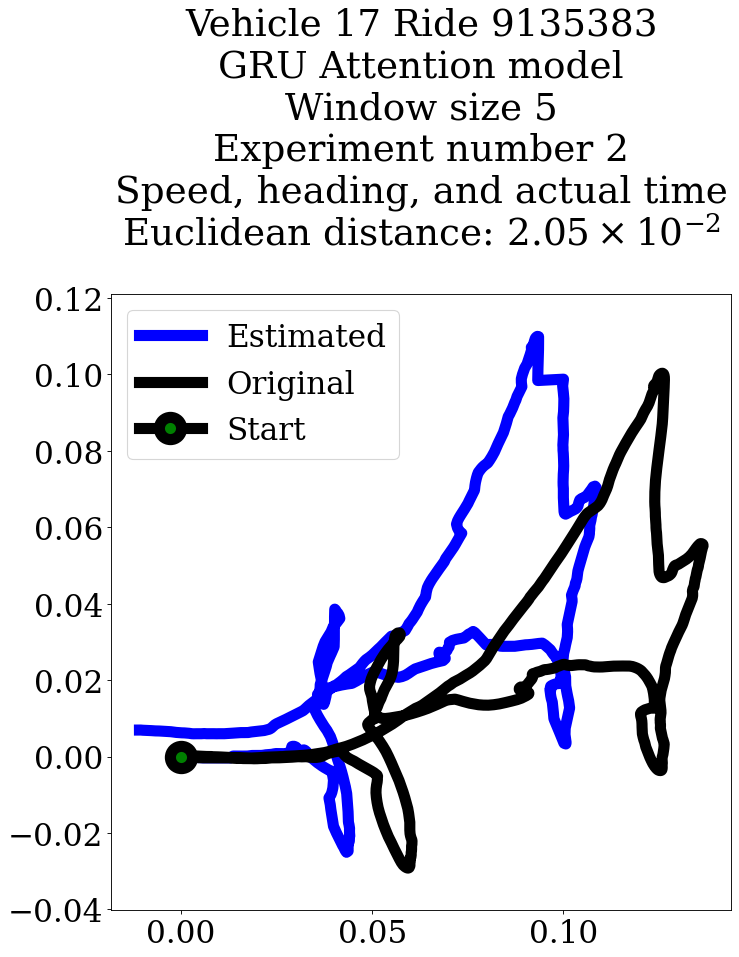 Vehicle 17 Ride 9135383
GRU Attention model
Window size 5
Experiment number 2
Speed, heading, and actual time
Euclidean distance: 2.05 × 10⁻²
0.12
0.10
0.08
0.06
0.04
0.02
0.00
−0.02
−0.04
Estimated
Original
Start
0.00 0.05 0.10